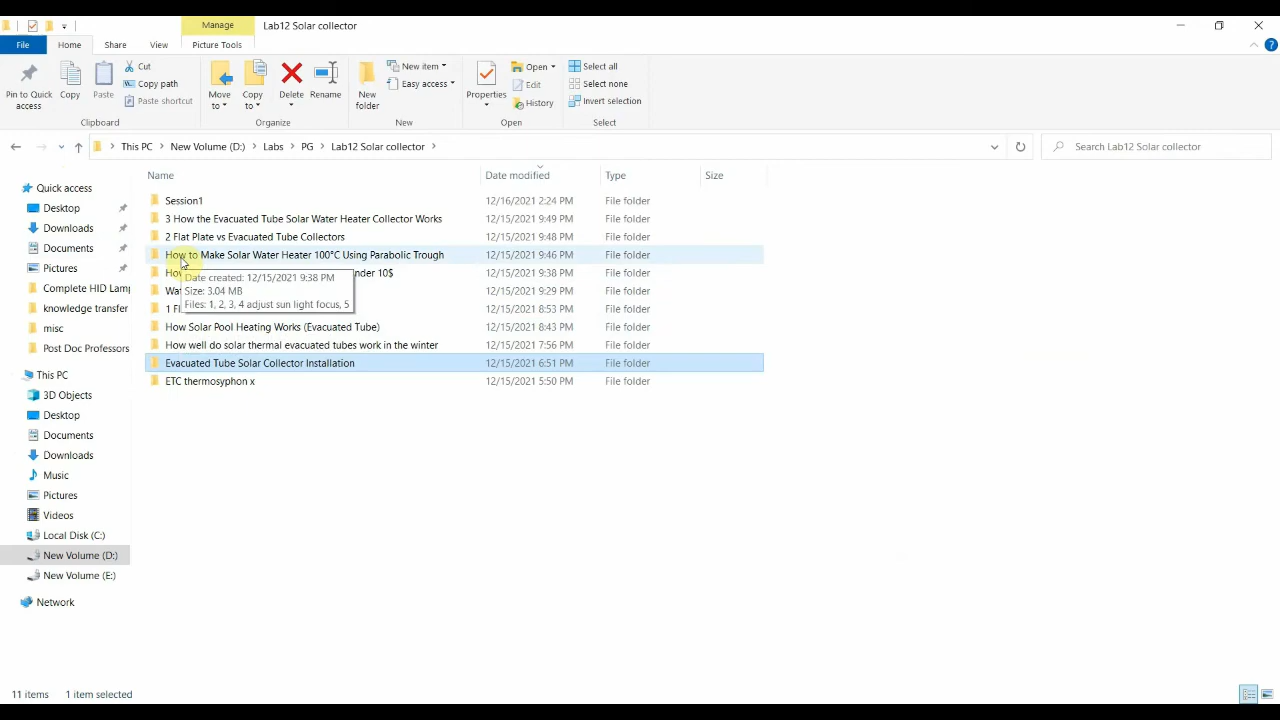 Manage
Lab12 Solar collector
File
Home
Share
View
Picture Tools
Pin to Quick access
Copy
Paste
Cut
Copy path
Paste shortcut
Clipboard
Move to
Copy to
Delete
Rename
Organize
New folder
New item
Easy access
New
Properties
Open
Edit
History
Open
Select all
Select none
Invert selection
Select
This PC > New Volume (D:) > Labs > PG > Lab12 Solar collector >
Search Lab12 Solar collector
Name Date modified Type Size
Quick access
Desktop
Downloads
Documents
Pictures
Complete HID Lamp
knowledge transfer
misc
Post Doc Professors
This PC
3D Objects
Desktop
Documents
Downloads
Music
Pictures
Videos
Local Disk (C:)
New Volume (D:)
New Volume (E:)
Network
Session1 12/16/2021 2:24 PM File folder
3 How the Evacuated Tube Solar Water Heater Collector Works 12/15/2021 9:49 PM File folder
2 Flat Plate vs Evacuated Tube Collectors 12/15/2021 9:48 PM File folder
How to Make Solar Water Heater 100°C Using Parabolic Trough 12/15/2021 9:46 PM File folder
How under 10$ 12/15/2021 9:38 PM File folder
Date created: 12/15/2021 9:38 PM
Size: 3.04 MB
Files: 1, 2, 3, 4 adjust sun light focus, 5
12/15/2021 9:29 PM File folder
1 12/15/2021 8:53 PM File folder
How Solar Pool Heating Works (Evacuated Tube) 12/15/2021 8:43 PM File folder
How well do solar thermal evacuated tubes work in the winter 12/15/2021 7:56 PM File folder
Evacuated Tube Solar Collector Installation 12/15/2021 6:51 PM File folder
ETC thermosyphon x 12/15/2021 5:50 PM File folder
11 items 1 item selected